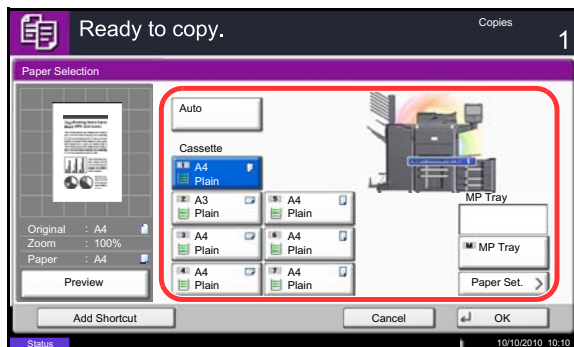 Ready to copy.
Copies
1
Paper Selection
Auto
Cassette
1 A4
Plain
2 A3
Plain
5 A4
Plain
3 A4
Plain
6 A4
Plain
4 A4
Plain
7 A4
Plain
1
MP Tray
M MP Tray
Paper Set.
Original : A4
Zoom : 100%
Paper : A4
Preview
Add Shortcut
Cancel
OK
Status
10/10/2010 10:10